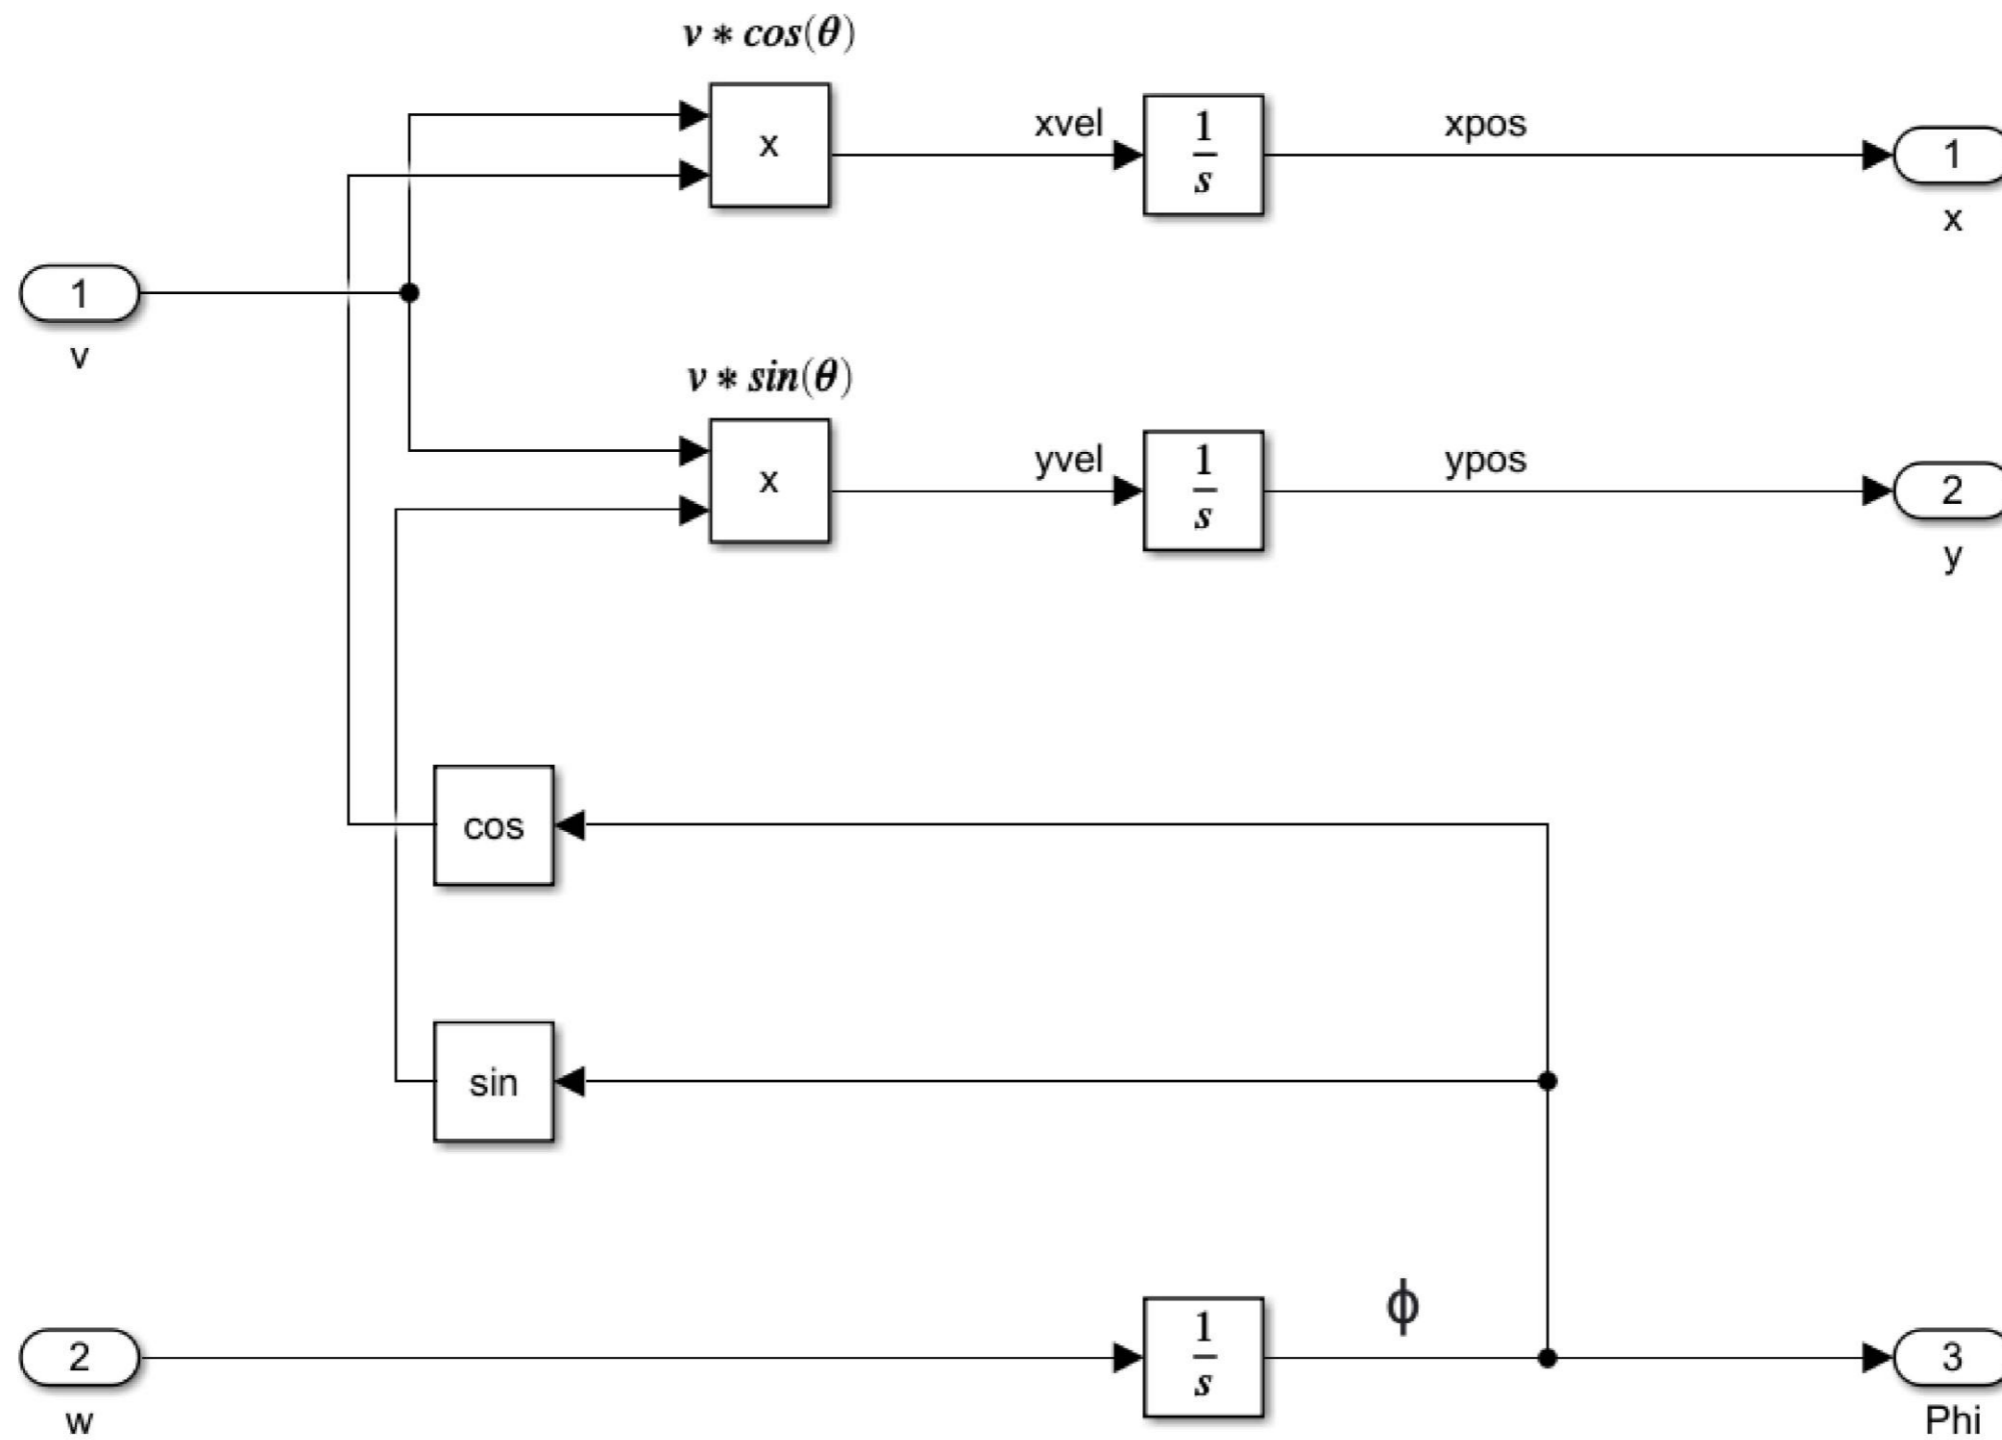 v * cos(θ)
x
xvel
1
s
xpos
1
x
1
v
v * sin(θ)
x
yvel
1
s
ypos
2
y
cos
sin
2
w
1
s
ϕ
3
Phi